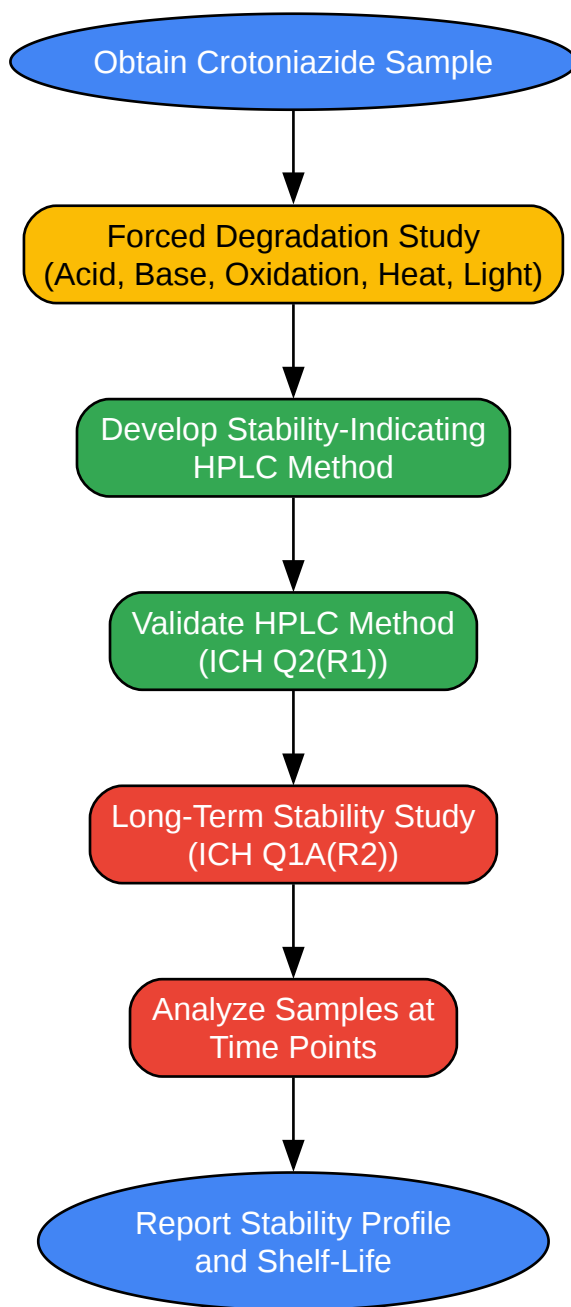 Obtain Crotoniazide Sample
Forced Degradation Study
(Acid, Base, Oxidation, Heat, Light)
Develop Stability-Indicating
HPLC Method
Validate HPLC Method
(ICH Q2(R1))
Long-Term Stability Study
(ICH Q1A(R2))
Analyze Samples at
Time Points
Report Stability Profile
and Shelf-Life